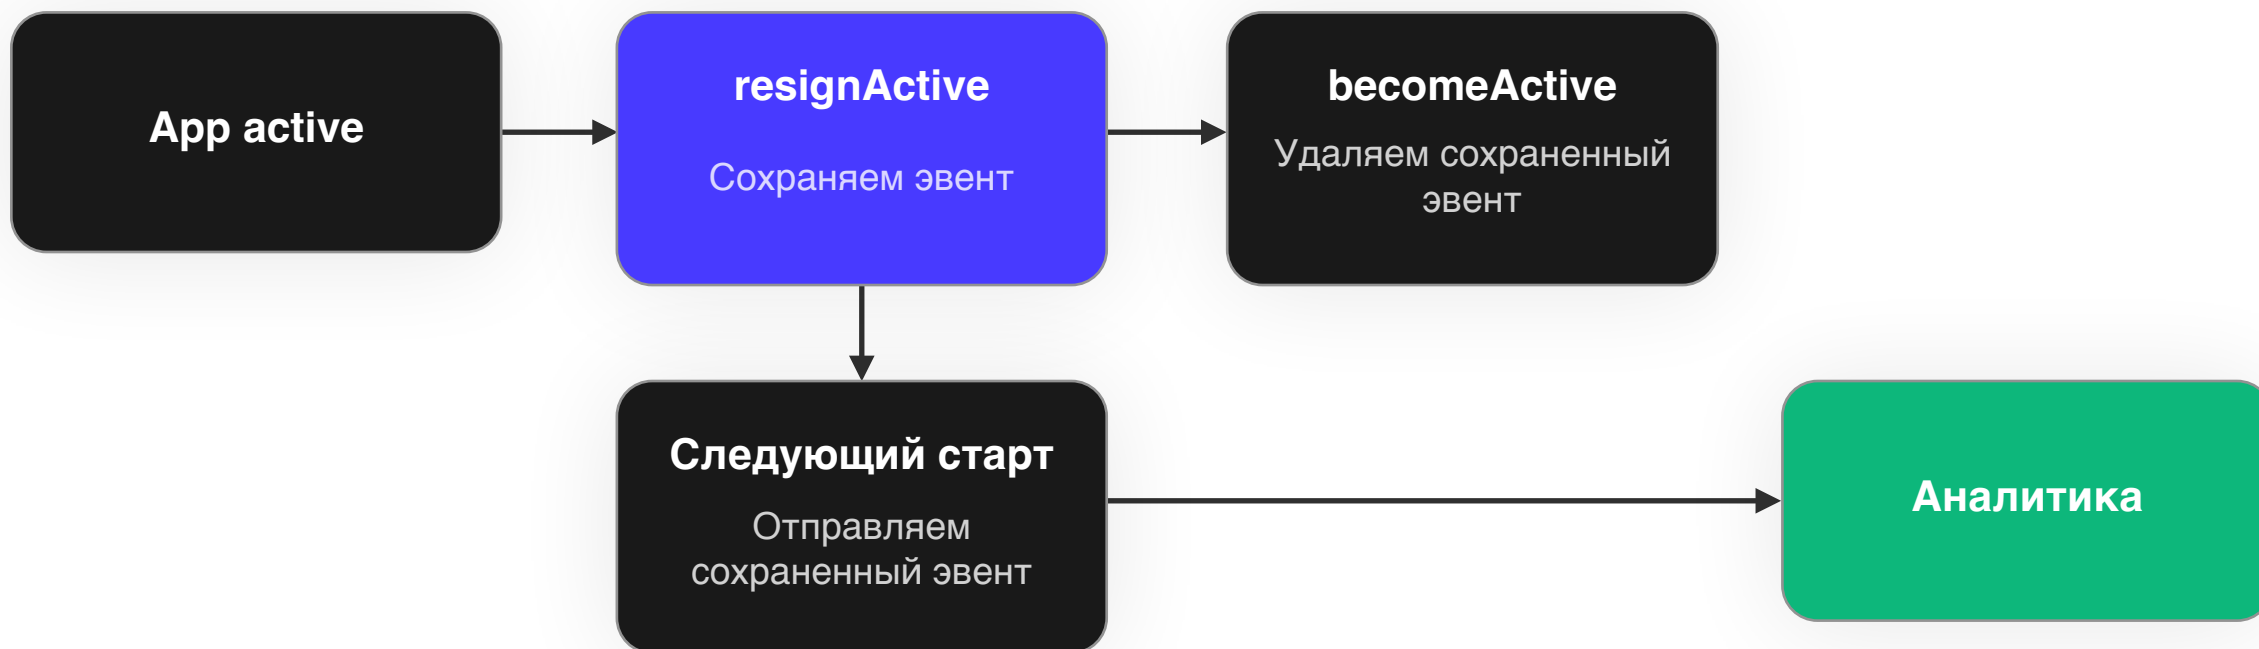 App active
resignActive
Сохраняем эвент
becomeActive
Удаляем сохраненный
эвент
Следующий старт
Отправляем
сохраненный эвент
Аналитика